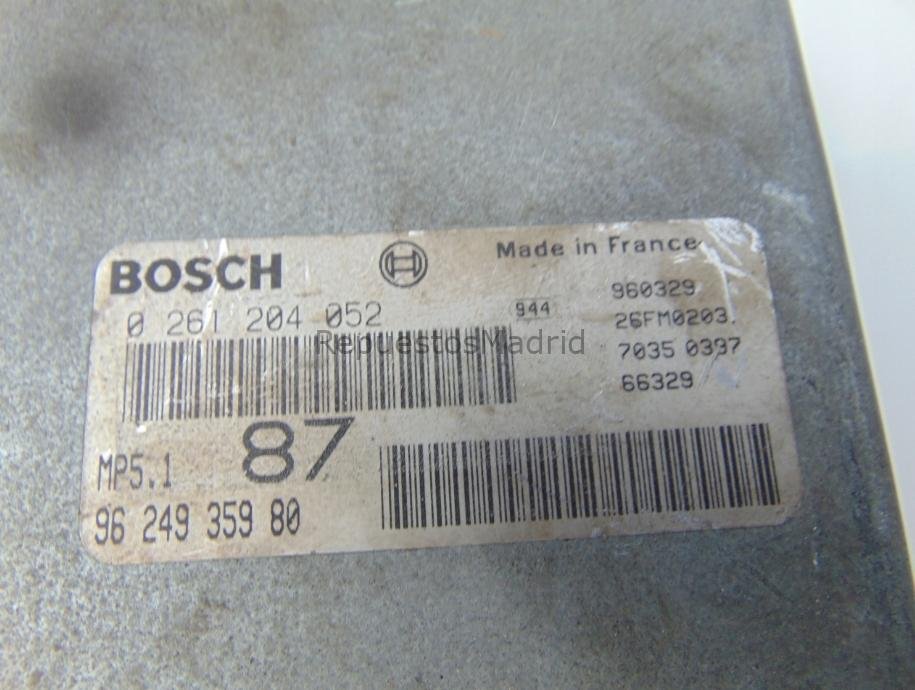 BOSCH
Made in France
0 261 204 052
944
960329
26FM0203.
7035 0397
66329
RepuestosMadrid
87
MP5.1
96 249 359 80